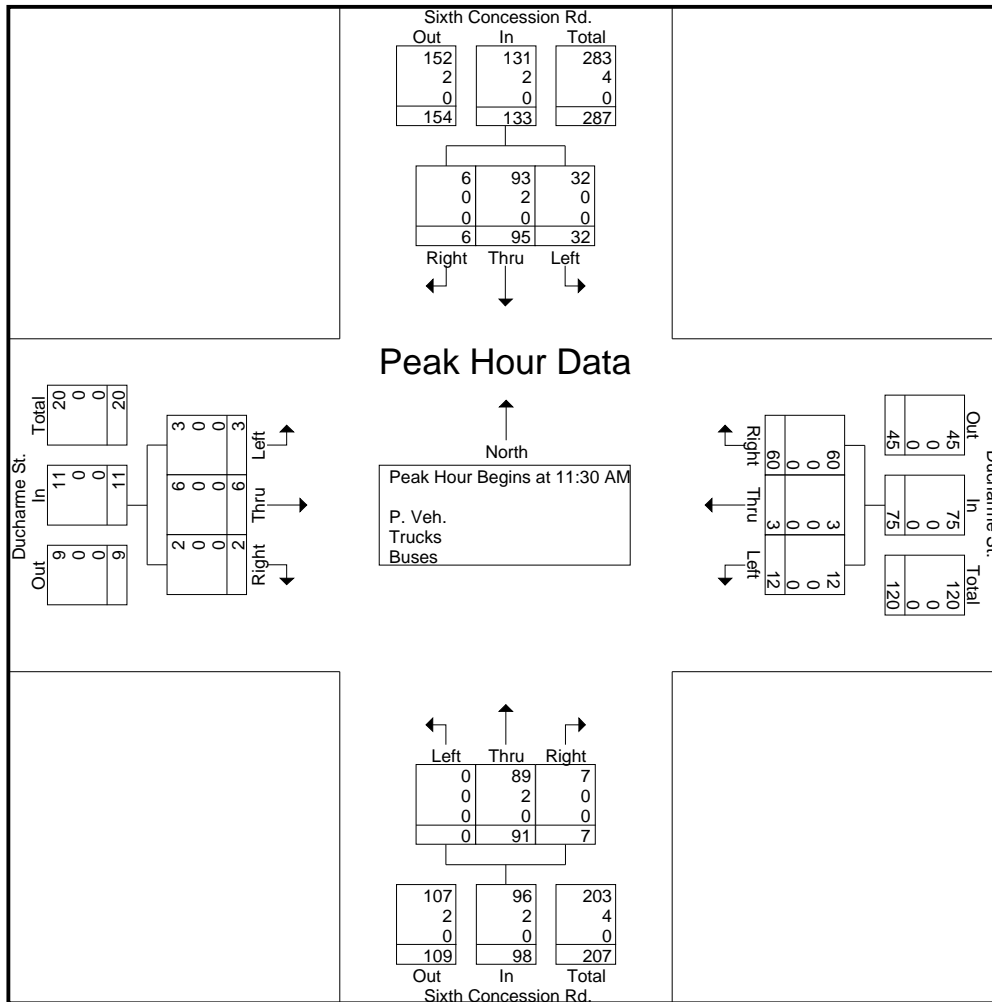 Sixth Concession Rd.
Out In Total
152 131 283
2 2 4
0 0 0
154 133 287
6 93 32
0 2 0
0 0 0
6 95 32
Right Thru Left
Peak Hour Data
North
Peak Hour Begins at 11:30 AM
P. Veh.
Trucks
Buses
Ducharme St.
Total
20
0
0
20
In
11
0
0
11
Out
9
0
0
9
Left
3
0
0
3
Thru
6
0
0
6
Right
2
0
0
2
Right
60
0
0
60
Thru
3
0
0
3
Left
12
0
0
12
Ducharme St.
Out
45
0
0
45
In
75
0
0
75
Total
120
0
0
120
Left Thru Right
0 89 7
0 2 0
0 0 0
0 91 7
107 96 203
2 2 4
0 0 0
109 98 207
Out In Total
Sixth Concession Rd.